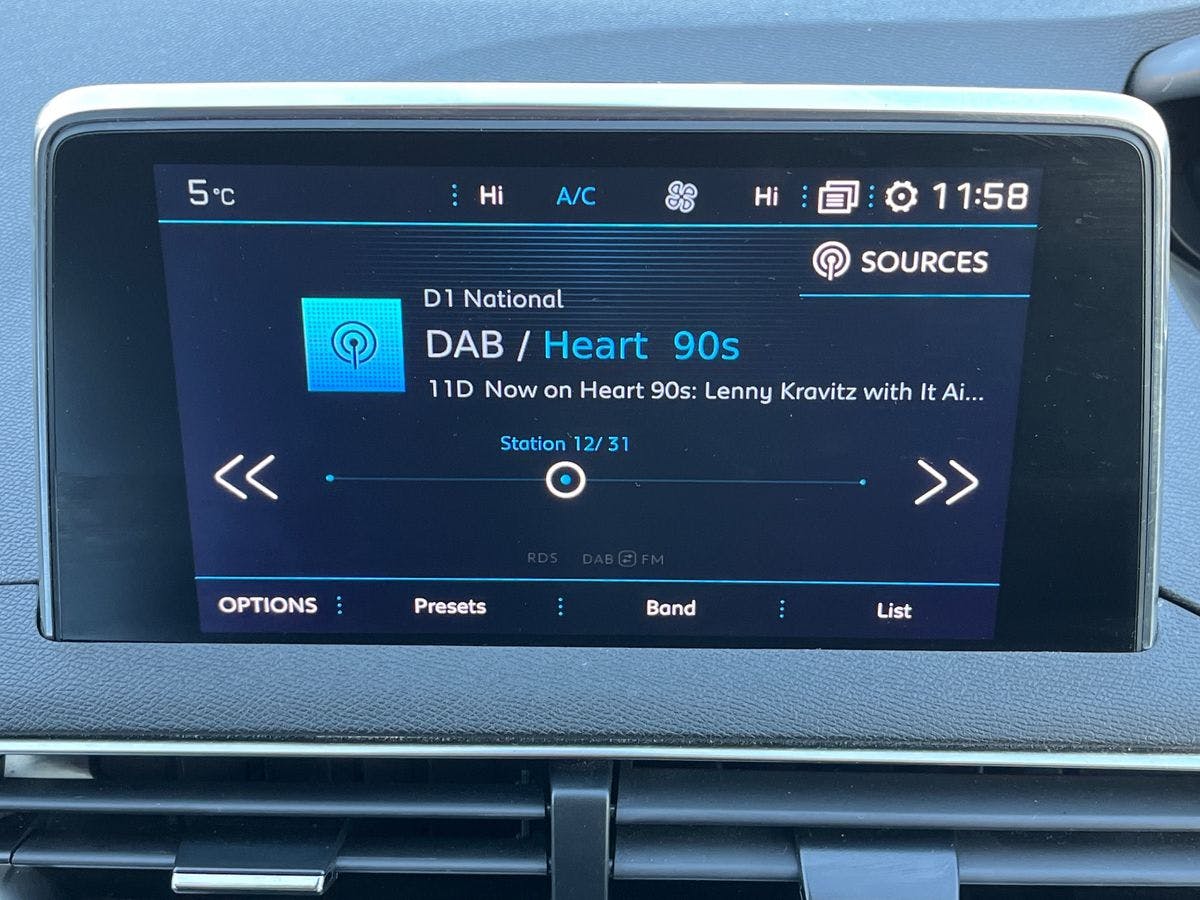 5°C Hi A/C Hi 11:58
SOURCES
D1 National
DAB / Heart 90s
11D Now on Heart 90s: Lenny Kravitz with It Ai...
Station 12/ 31
RDS DAB FM
OPTIONS Presets Band List